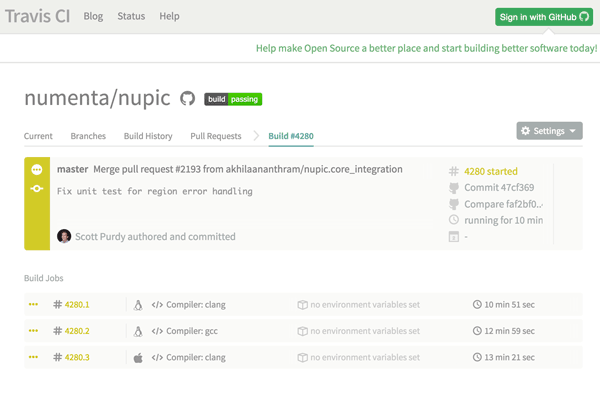 Travis CI Blog Status Help Sign in with GitHub
Help make Open Source a better place and start building better software today!
numenta/nupic build passing
Current Branches Build History Pull Requests Build #4280 Settings
master Merge pull request #2193 from akhilaananthram/nupic.core_integration
Fix unit test for region error handling
Scott Purdy authored and committed
# 4280 started
Commit 47cf369
Compare faf2bf0..
running for 10 min
-
Build Jobs
# 4280.1 </> Compiler: clang no environment variables set 10 min 51 sec
# 4280.2 </> Compiler: gcc no environment variables set 12 min 59 sec
# 4280.3 </> Compiler: clang no environment variables set 13 min 21 sec